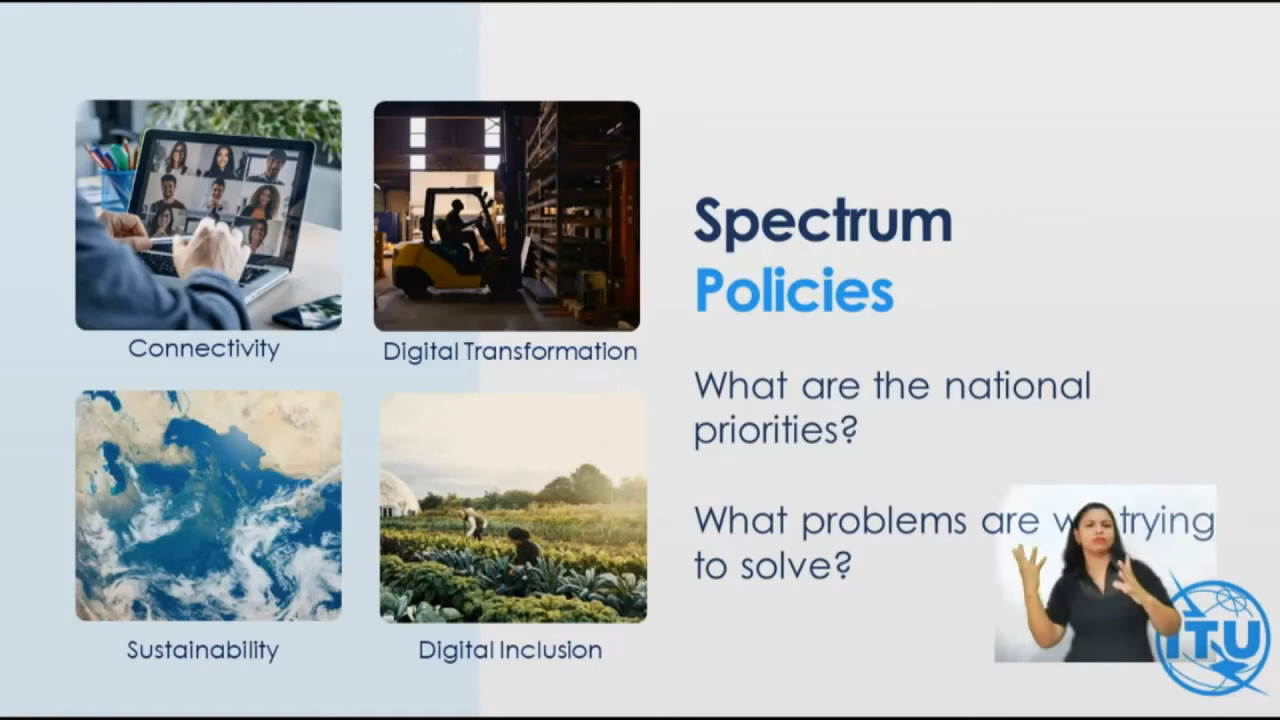 Spectrum
Policies
What are the national
priorities?
What problems are trying
to solve?
Connectivity
Digital Transformation
Sustainability
Digital Inclusion
ITU